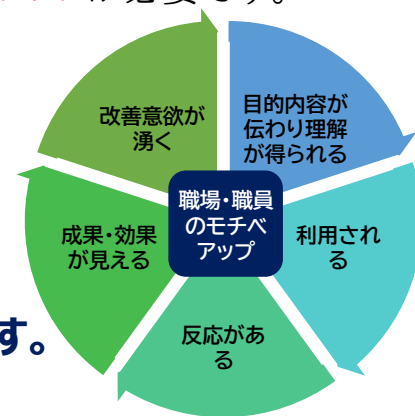 が必要です。
目的内容が
伝わり理解
が得られる
利用され
る
反応があ
る
成果・効果
が見える
改善意欲が
湧く
職場・職員
のモチベ
アップ
す。